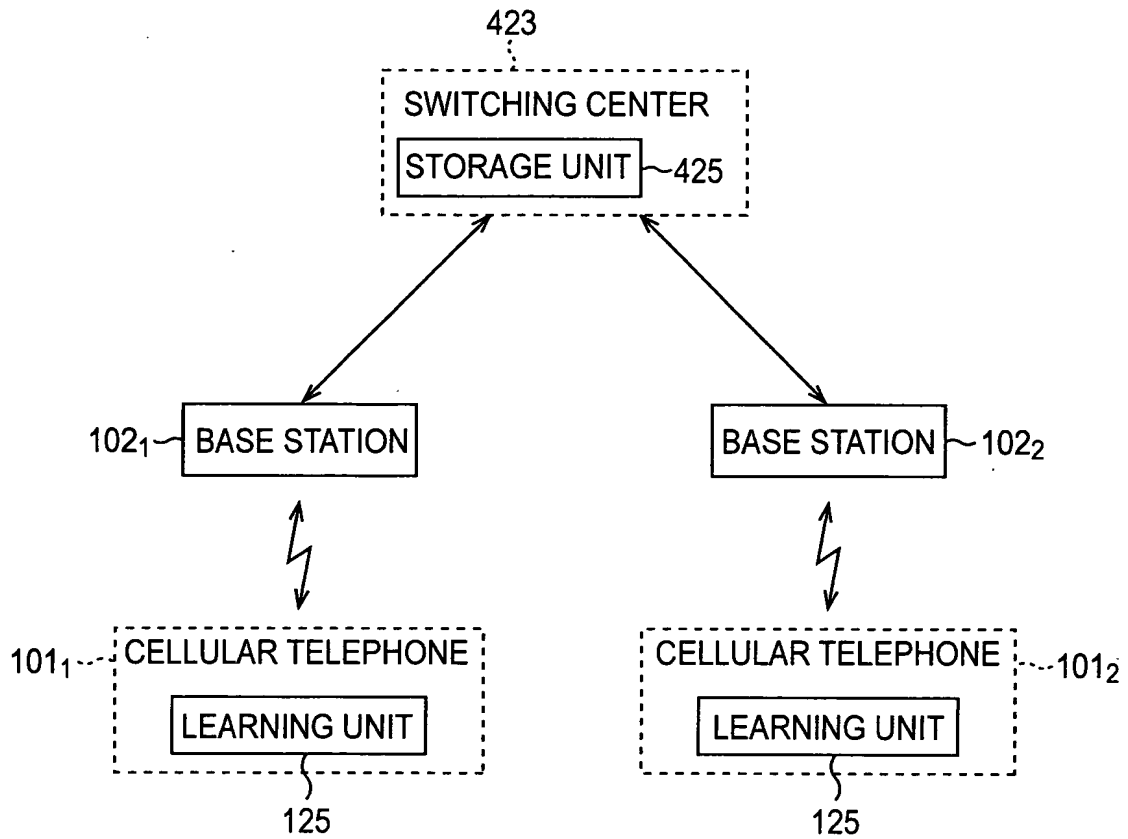 423
SWITCHING CENTER
STORAGE UNIT
425
102₁
BASE STATION
BASE STATION
102₂
101₁
CELLULAR TELEPHONE
LEARNING UNIT
125
CELLULAR TELEPHONE
101₂
LEARNING UNIT
125